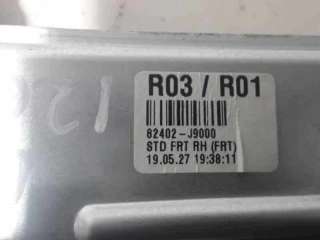 R03 / R01
82402-J9000
STD FRT RH (FRT)
19.05.27 19:38:11